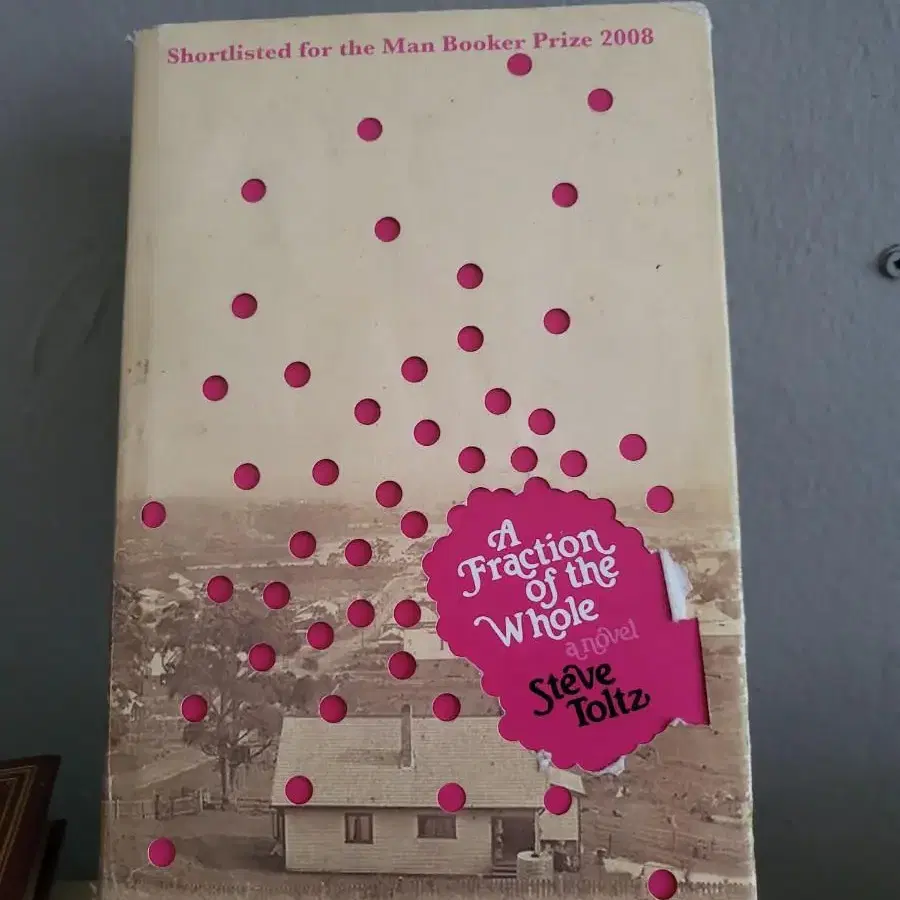 Shortlisted for the Man Booker Prize 2008
A
Fraction
of the
Whole
a novel
Steve
Toltz